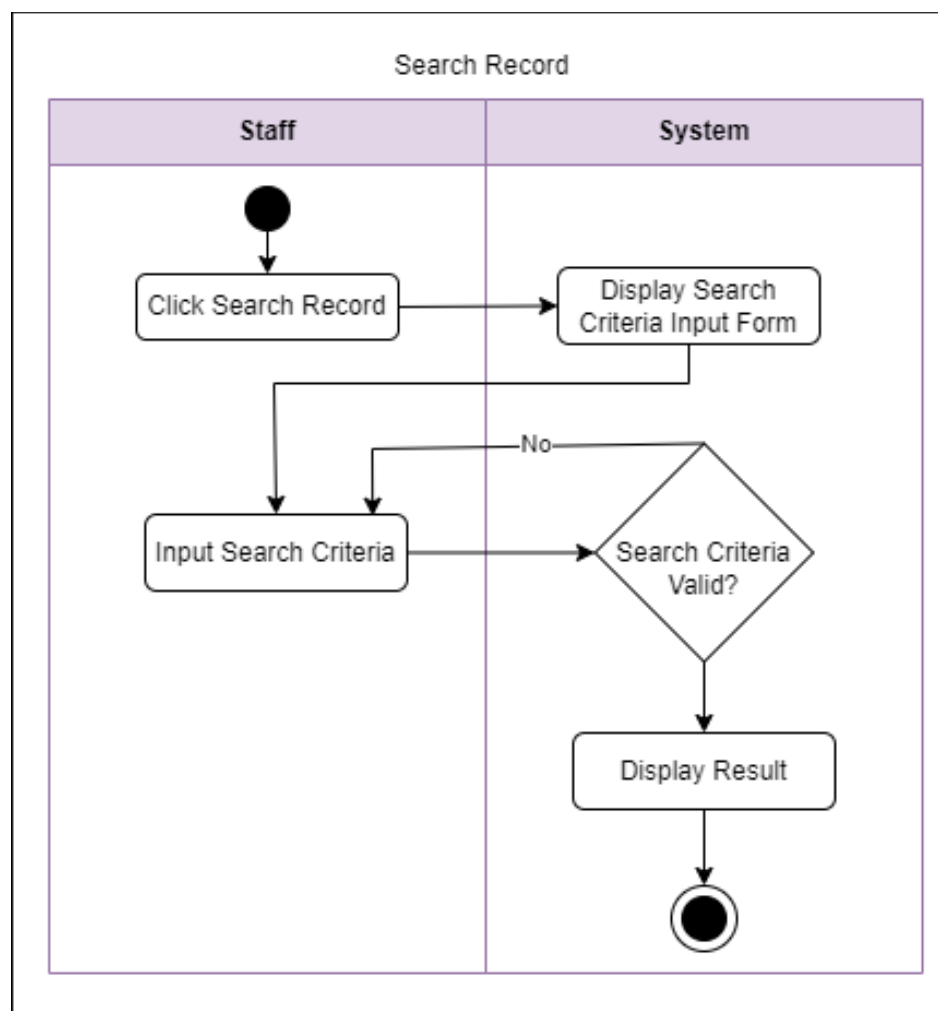 Search Record
Staff
System
Click Search Record
Display Search
Criteria Input Form
No
Input Search Criteria
Search Criteria
Valid?
Display Result